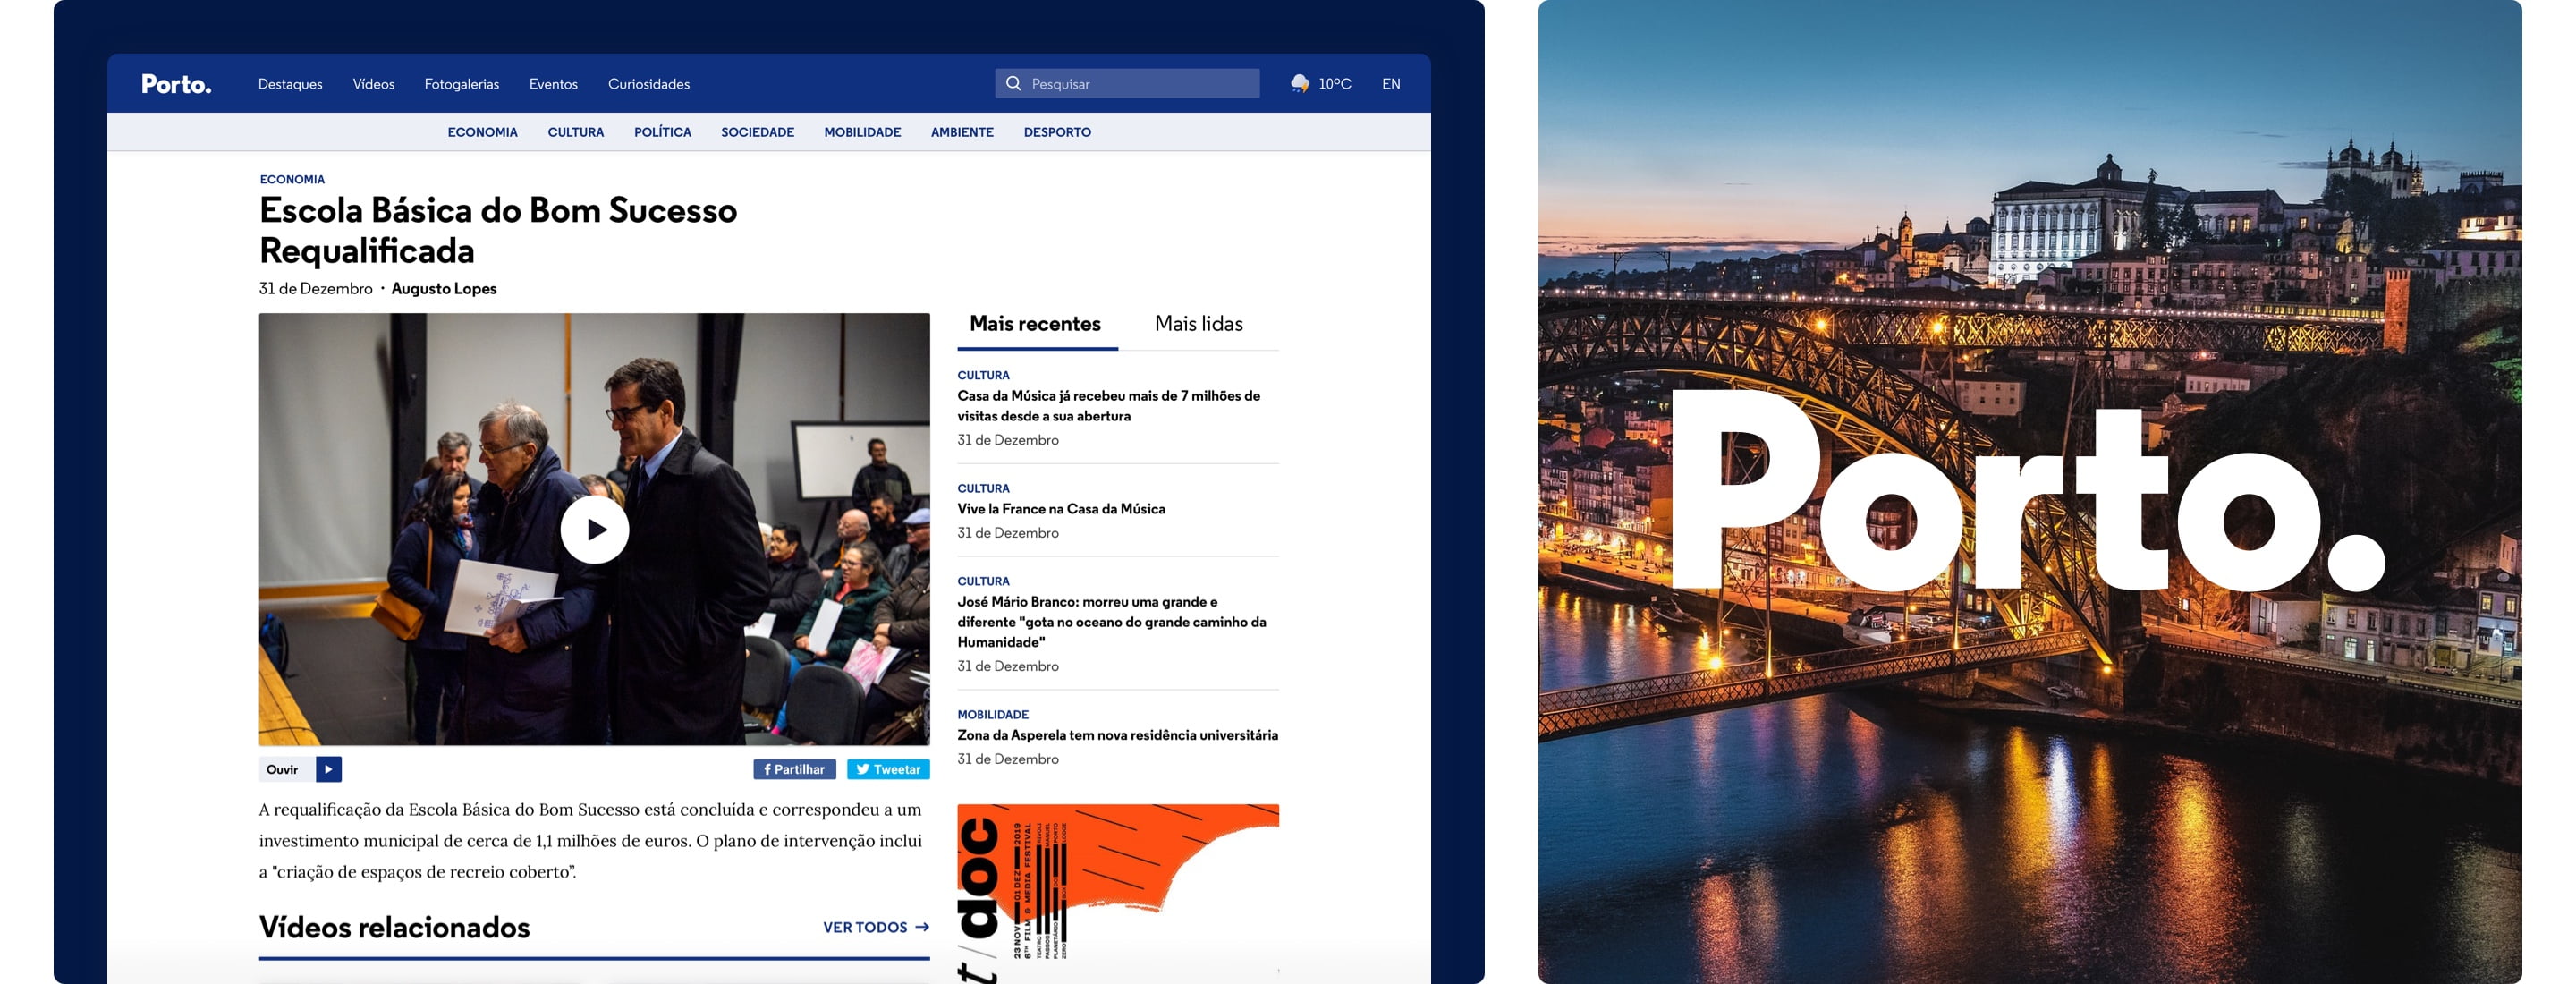 Porto.
Destaques
Vídeos
Fotogalerias
Eventos
Curiosidades
Pesquisar
10ºC
EN
ECONOMIA
CULTURA
POLÍTICA
SOCIEDADE
MOBILIDADE
AMBIENTE
DESPORTO
ECONOMIA
Escola Básica do Bom Sucesso
Requalificada
31 de Dezembro · Augusto Lopes
Ouvir
Partilhar
Tweetar
A requalificação da Escola Básica do Bom Sucesso está concluída e correspondeu a um
investimento municipal de cerca de 1,1 milhões de euros. O plano de intervenção inclui
a "criação de espaços de recreio coberto”.
Vídeos relacionados
VER TODOS →
Mais recentes
Mais lidas
CULTURA
Casa da Música já recebeu mais de 7 milhões de
visitas desde a sua abertura
31 de Dezembro
CULTURA
Vive la France na Casa da Música
31 de Dezembro
CULTURA
José Mário Branco: morreu uma grande e
diferente "gota no oceano do grande caminho da
Humanidade"
31 de Dezembro
MOBILIDADE
Zona da Asperela tem nova residência universitária
31 de Dezembro
t/doc
23 NOV 01 DEZ 2019
6TH FILM & MEDIA FESTIVAL
Porto.